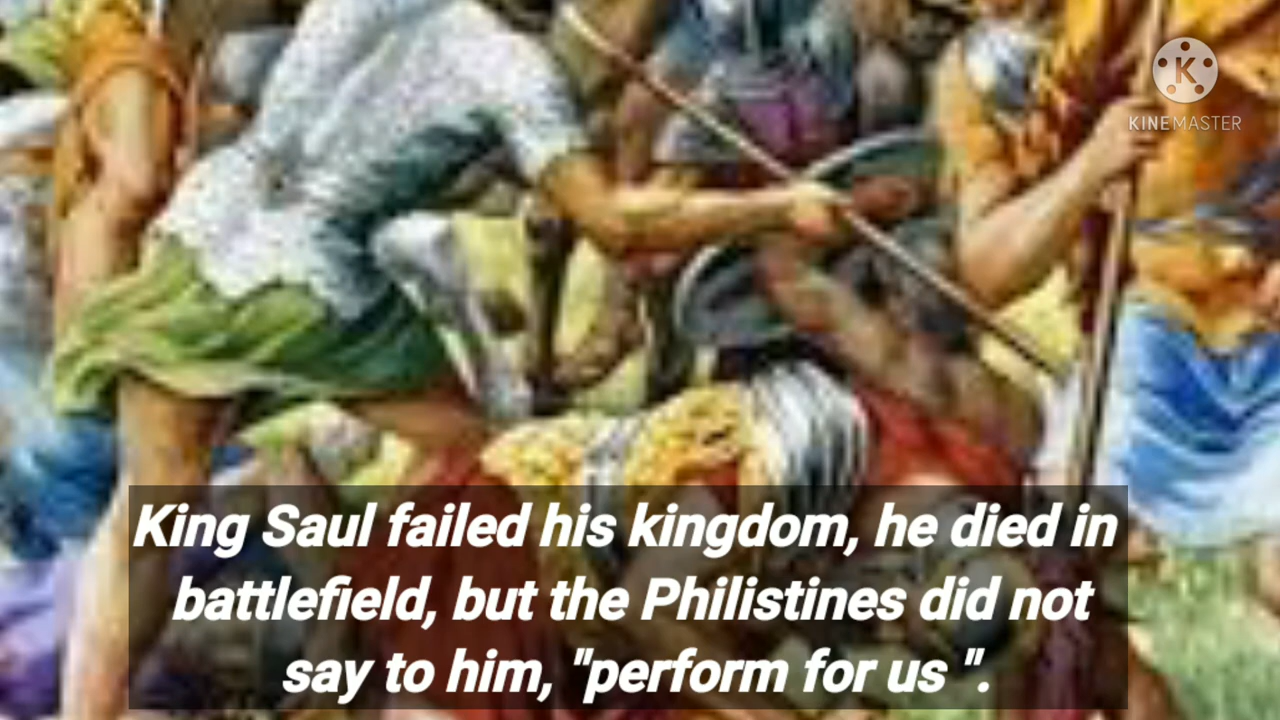 KINEMASTER
King Saul failed his kingdom, he died in
battlefield, but the Philistines did not
say to him, "perform for us ".